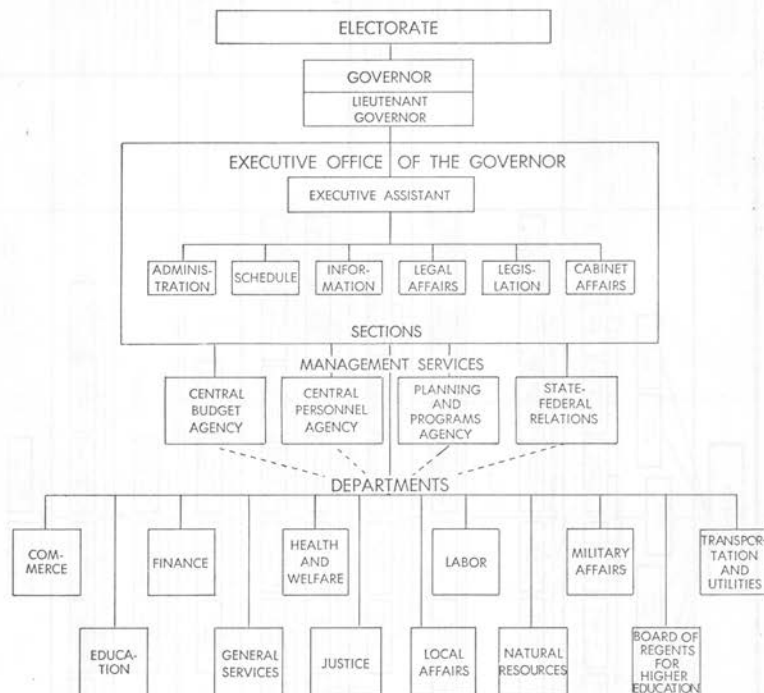 ELECTORATE
GOVERNOR
LIEUTENANT
GOVERNOR
EXECUTIVE OFFICE OF THE GOVERNOR
EXECUTIVE ASSISTANT
ADMINIS-
TRATION
SCHEDULE
INFOR-
MATION
LEGAL
AFFAIRS
LEGIS-
LATION
CABINET
AFFAIRS
SECTIONS
MANAGEMENT SERVICES
CENTRAL
BUDGET
AGENCY
CENTRAL
PERSONNEL
AGENCY
PLANNING
AND
PROGRAMS
AGENCY
STATE-
FEDERAL
RELATIONS
DEPARTMENTS
COM-
MERCE
FINANCE
HEALTH
AND
WELFARE
LABOR
MILITARY
AFFAIRS
TRANSPOR-
TATION
AND
UTILITIES
EDUCA-
TION
GENERAL
SERVICES
JUSTICE
LOCAL
AFFAIRS
NATURAL
RESOURCES
BOARD OF
REGENTS
FOR
HIGHER
EDUCATION